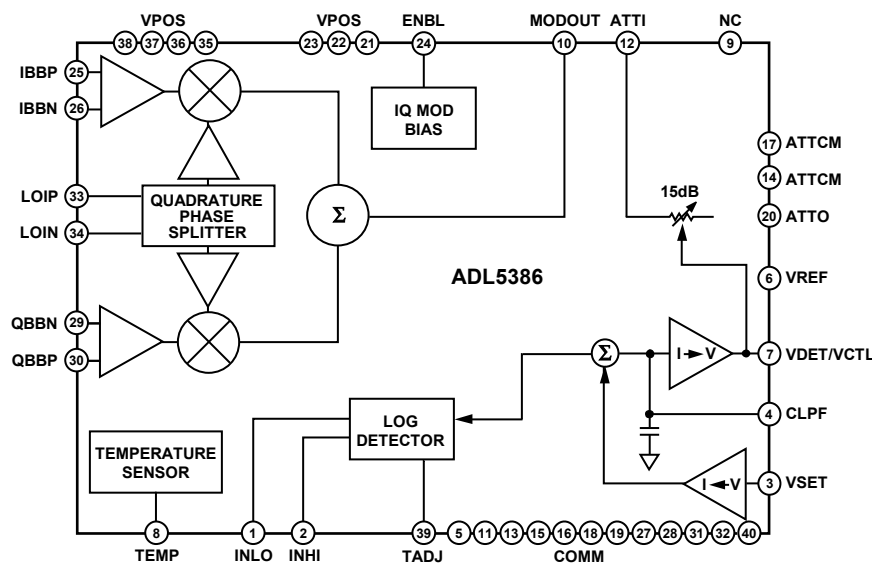 VPOS VPOS ENBL MODOUT ATTI NC
38 37 36 35 23 22 21 24 10 12 9
IBBP 25
IBBN 26
IQ MOD
BIAS
17 ATTCM
14 ATTCM
LOIP 33
LOIN 34
QUADRATURE
PHASE
SPLITTER
Σ
15dB
20 ATTO
ADL5386
6 VREF
QBBN 29
QBBP 30
Σ
I V
7 VDET/VCTL
LOG
DETECTOR
4 CLPF
TEMPERATURE
SENSOR
I V
3 VSET
8 1 2 39 5 11 13 15 16 18 19 27 28 31 32 40
TEMP INLO INHI TADJ COMM